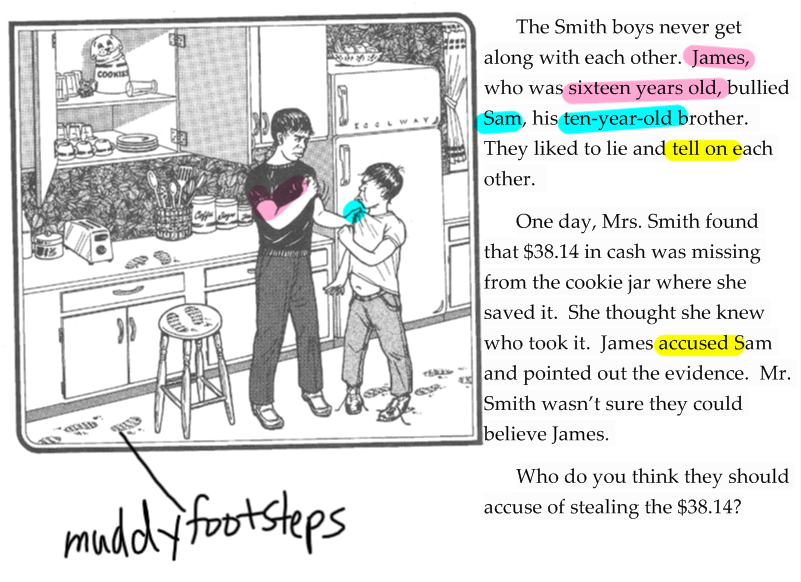 COOKIES
KOOLWAY
Coffee
Sugar
The Smith boys never get
along with each other. James,
who was sixteen years old, bullied
Sam, his ten-year-old brother.
They liked to lie and tell on each
other.
One day, Mrs. Smith found
that $38.14 in cash was missing
from the cookie jar where she
saved it. She thought she knew
who took it. James accused Sam
and pointed out the evidence. Mr.
Smith wasn't sure they could
believe James.
Who do you think they should
accuse of stealing the $38.14?
muddy footsteps